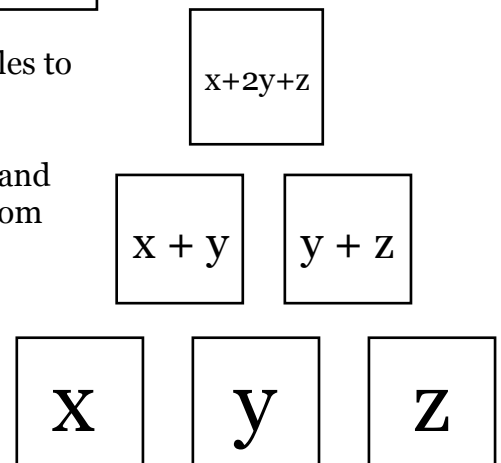 les to
x+2y+z
and
om
x + y
y + z
x
y
z